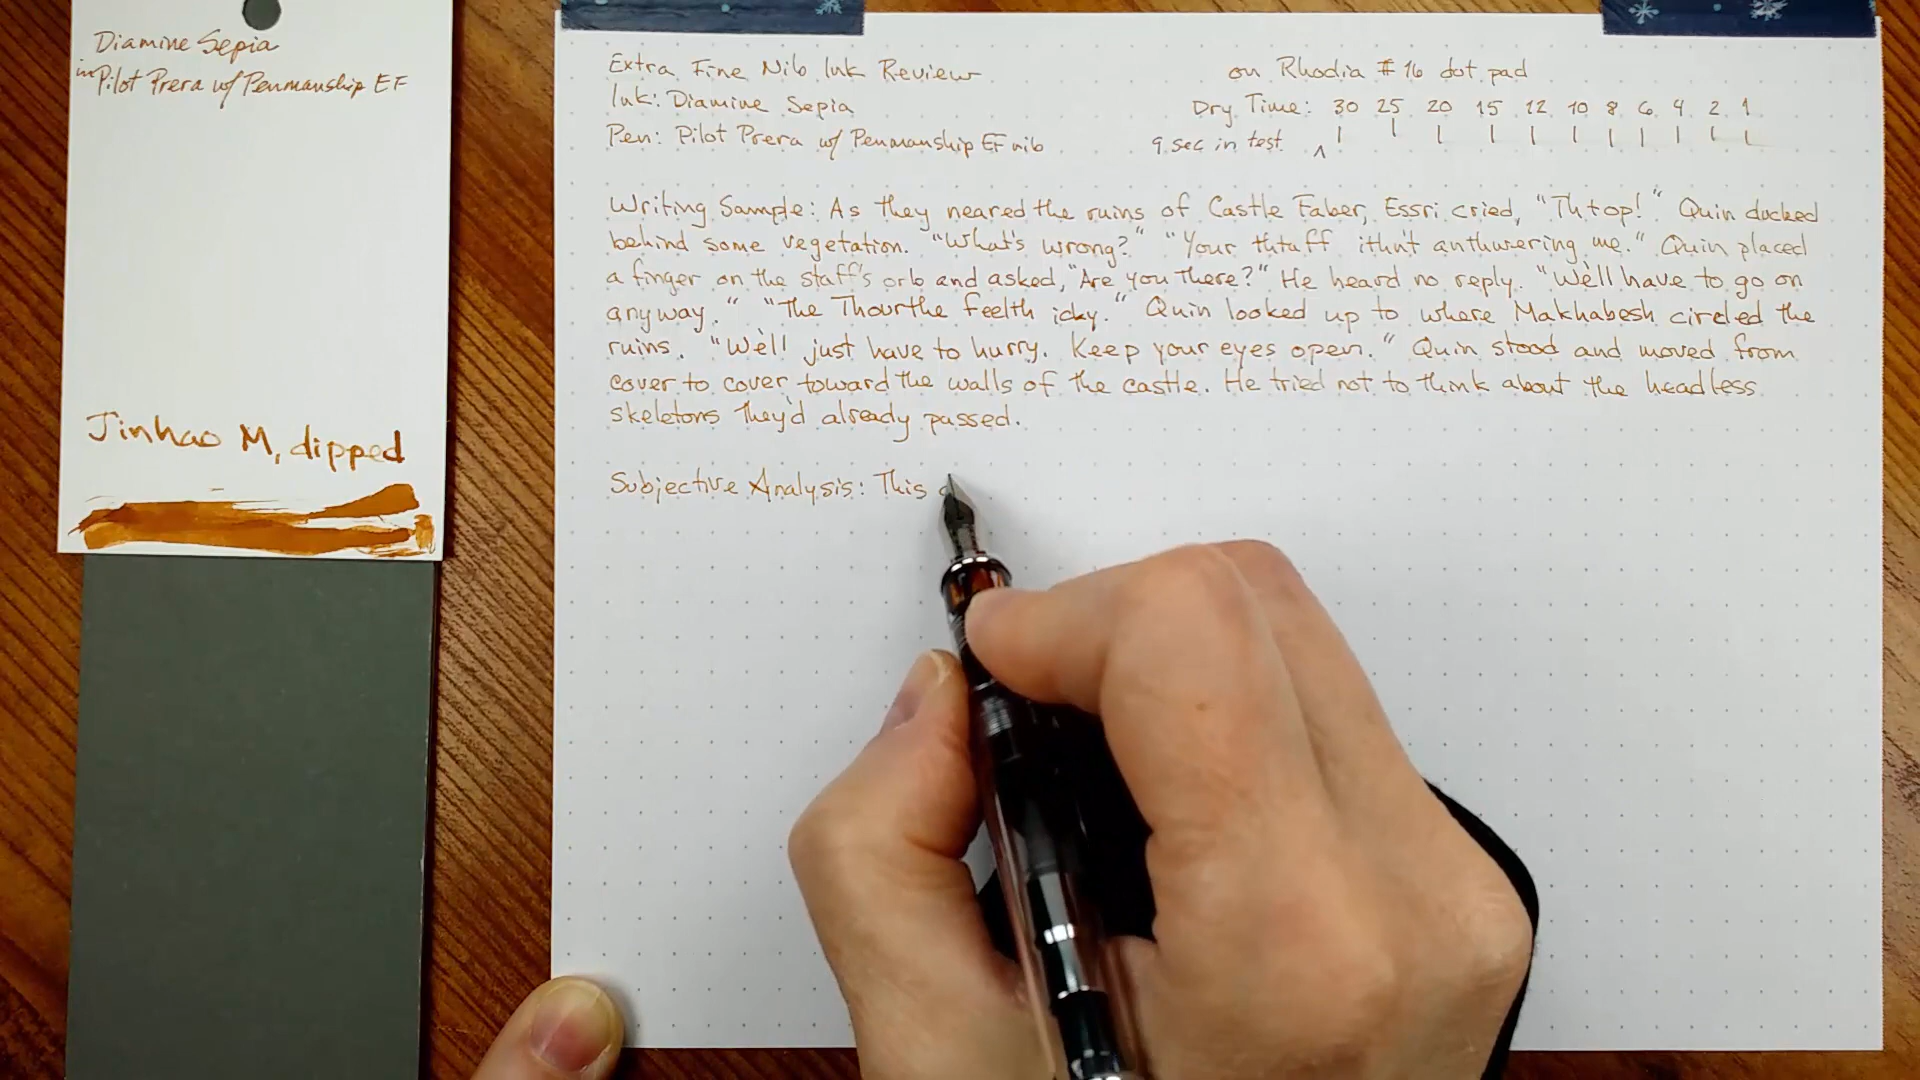 Diamine Sepia
in Pilot Prera w/ Penmanship EF
Jinhao M, dipped
Extra Fine Nib Ink Review
Ink: Diamine Sepia
Pen: Pilot Prera w/ Penmanship EF nib
on Rhodia #16 dot pad
Dry Time: 30 25 20 15 12 10 8 6 4 2 1
9 sec in test
Writing Sample: As they neared the ruins of Castle Faber, Essri cried, "Thtop!" Quin ducked
behind some vegetation. "What's wrong?" "Your thtaff ithn't anthwering me." Quin placed
a finger on the staff's orb and asked, "Are you there?" He heard no reply. "We'll have to go on
anyway." "The Thourthe feelth icky." Quin looked up to where Makhabesh circled the
ruins. "We'll just have to hurry. Keep your eyes open." Quin stood and moved from
cover to cover toward the walls of the castle. He tried not to think about the headless
skeletons they'd already passed.
Subjective Analysis: This